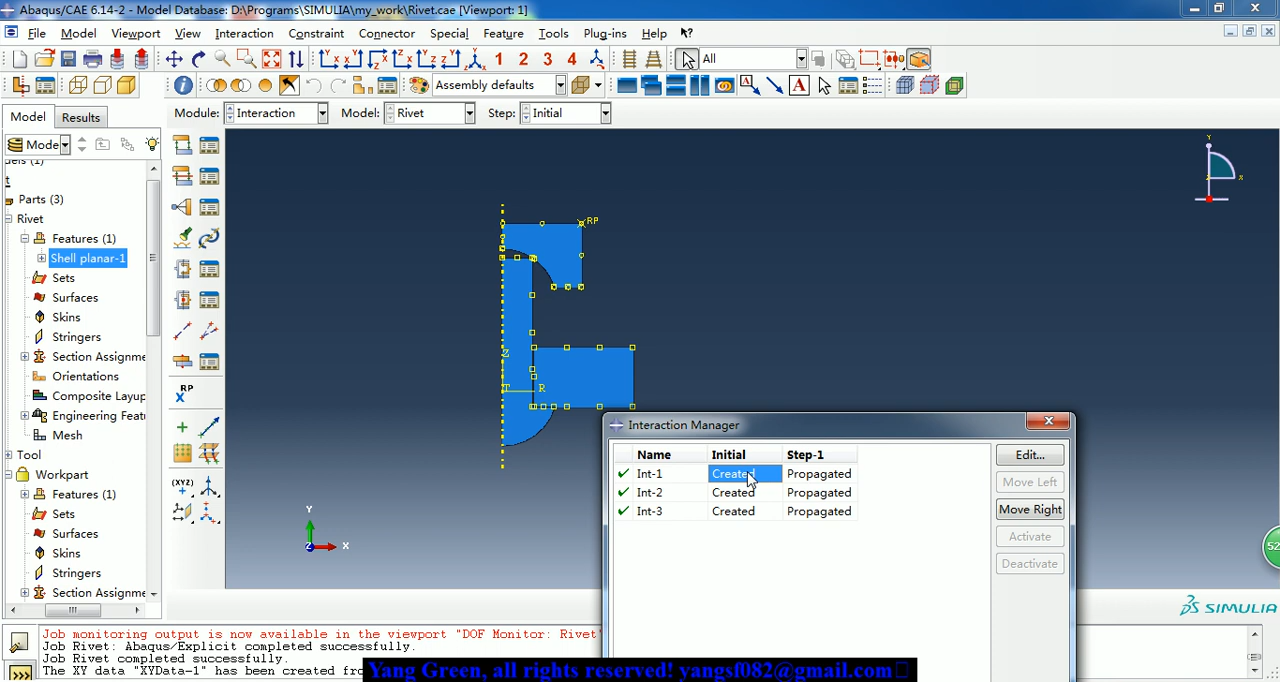 Abaqus/CAE 6.14-2 - Model Database: D:\Programs\SIMULIA\my_work\Rivet.cae [Viewport: 1]
File Model Viewport View Interaction Constraint Connector Special Feature Tools Plug-ins Help
1 2 3 4 All
Assembly defaults
Model Results Module: Interaction Model: Rivet Step: Initial
Mode
Parts (3)
Rivet
Features (1)
Shell planar-1
Sets
Surfaces
Skins
Stringers
Section Assignme
Orientations
Composite Layup
Engineering Feat
Mesh
Tool
Workpart
Features (1)
Sets
Surfaces
Skins
Stringers
Section Assignme
RP
(XYZ)
Y
X
RP
Z
T R
Y
Z X
Interaction Manager
Name Initial Step-1
Int-1 Created Propagated
Int-2 Created Propagated
Int-3 Created Propagated
Edit...
Move Left
Move Right
Activate
Deactivate
52
SIMULIA
Job monitoring output is now available in the viewport "DOF Monitor: Rivet"
Job Rivet: Abaqus/Explicit completed successfully.
Job Rivet completed successfully.
The XY data "XYData-1" has been created fro
Yang Green, all rights reserved! yangsf082@gmail.com